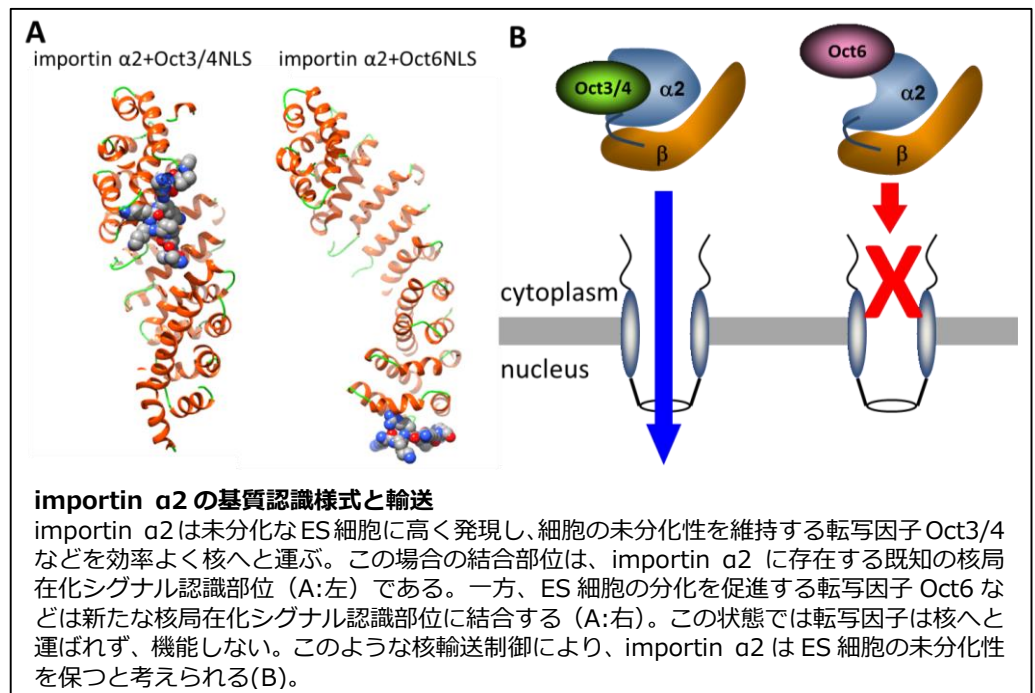 A
importin α2+Oct3/4NLS
importin α2+Oct6NLS
B
Oct3/4
α2
β
Oct6
α2
β
X
cytoplasm
nucleus
importin α2 の基質認識様式と輸送
importin α2は未分化なES細胞に高く発現し、細胞の未分化性を維持する転写因子Oct3/4
などを効率よく核へと運ぶ。この場合の結合部位は、importin α2 に存在する既知の核局
在化シグナル認識部位（A:左）である。一方、ES 細胞の分化を促進する転写因子 Oct6 な
どは新たな核局在化シグナル認識部位に結合する（A:右）。この状態では転写因子は核へと
運ばれず、機能しない。このような核輸送制御により、importin α2 は ES 細胞の未分化性
を保つと考えられる(B)。